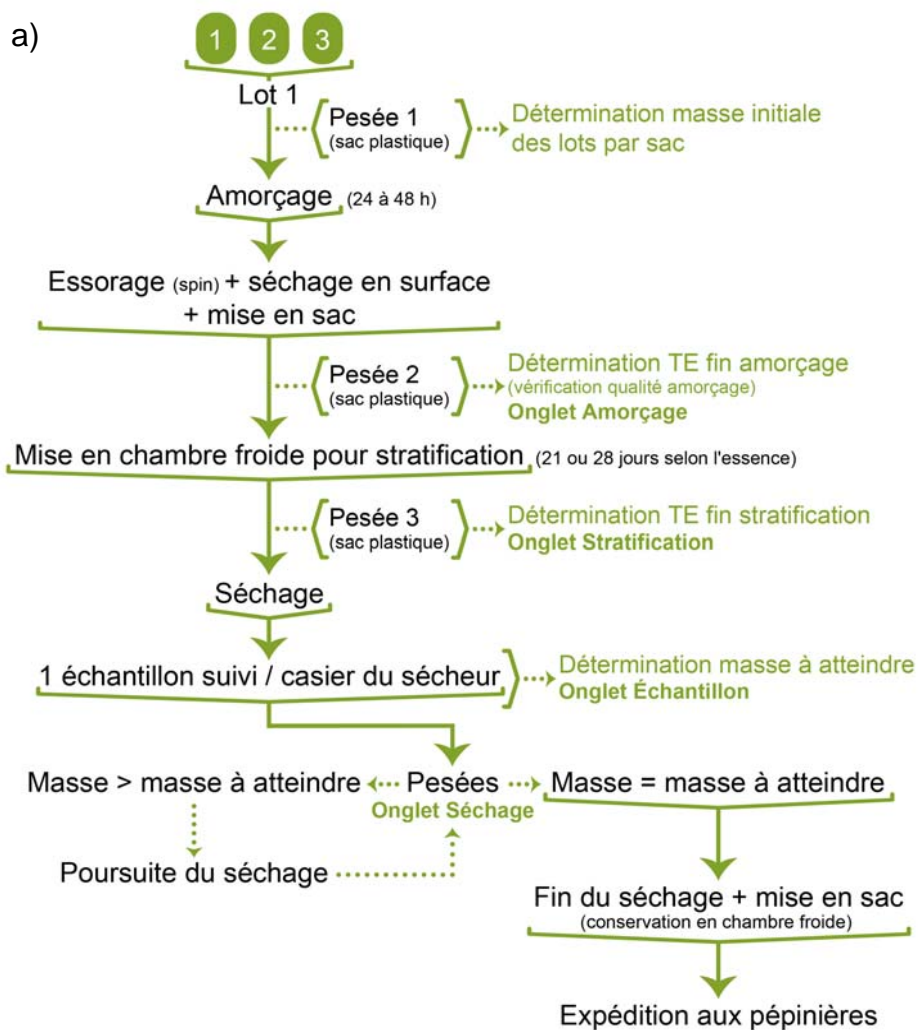 a)
1 2 3
Lot 1
Pesée 1
(sac plastique)
Détermination masse initiale
des lots par sac
Amorçage (24 à 48 h)
Essorage (spin) + séchage en surface
+ mise en sac
Pesée 2
(sac plastique)
Détermination TE fin amorçage
(vérification qualité amorçage)
Onglet Amorçage
Mise en chambre froide pour stratification (21 ou 28 jours selon l'essence)
Pesée 3
(sac plastique)
Détermination TE fin stratification
Onglet Stratification
Séchage
1 échantillon suivi / casier du sécheur
Détermination masse à atteindre
Onglet Échantillon
Masse > masse à atteindre
Pesées
Onglet Séchage
Masse = masse à atteindre
Poursuite du séchage
Fin du séchage + mise en sac
(conservation en chambre froide)
Expédition aux pépinières